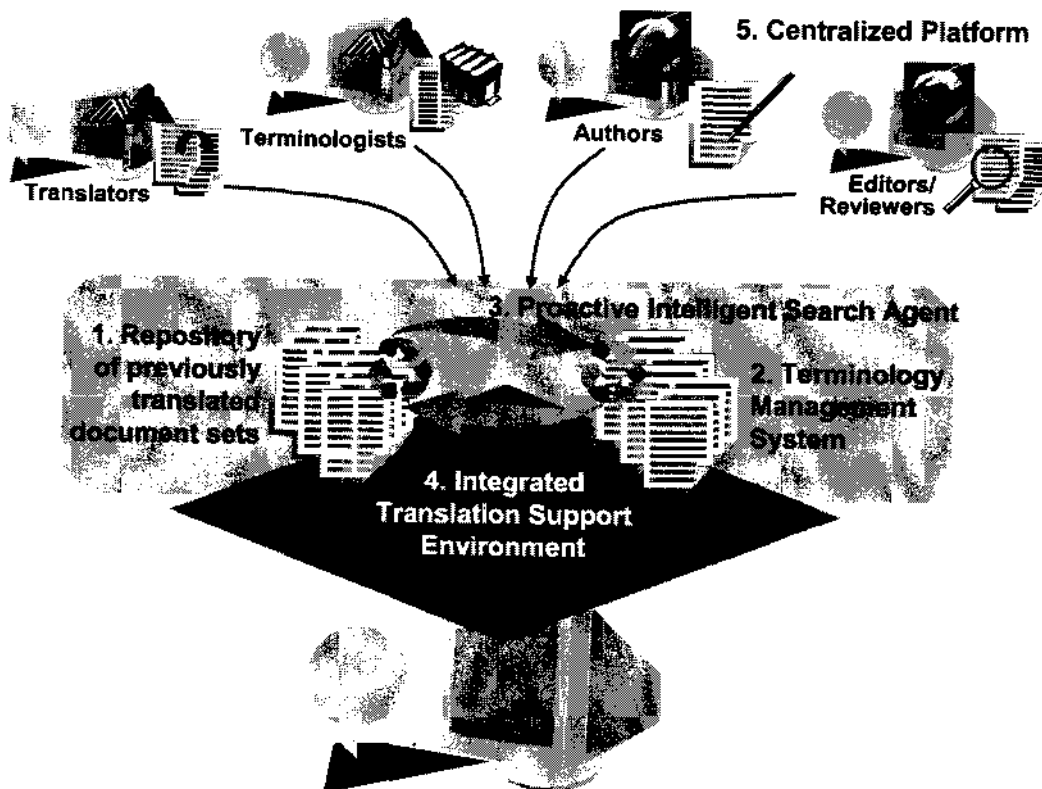 5. Centralized Platform
Translators
Terminologists
Authors
Editors/
Reviewers
3. Proactive Intelligent Search Agent
1. Repository
of previously
translated
document sets
2. Terminology
Management
System
4. Integrated
Translation Support
Environment